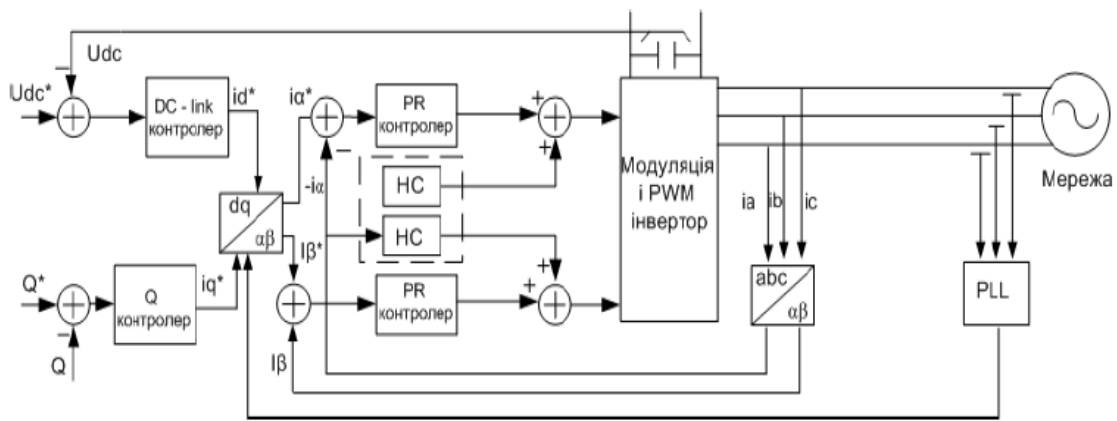 Udc
Udc*
DC - link
контролер
id*
iα*
PR
контролер
-iα
HC
HC
dq
αβ
Iβ*
Q*
Q
контролер
iq*
PR
контролер
Q
Iβ
Модуляція
і PWM
інвертор
ia
ib
ic
Мережа
abc
αβ
PLL